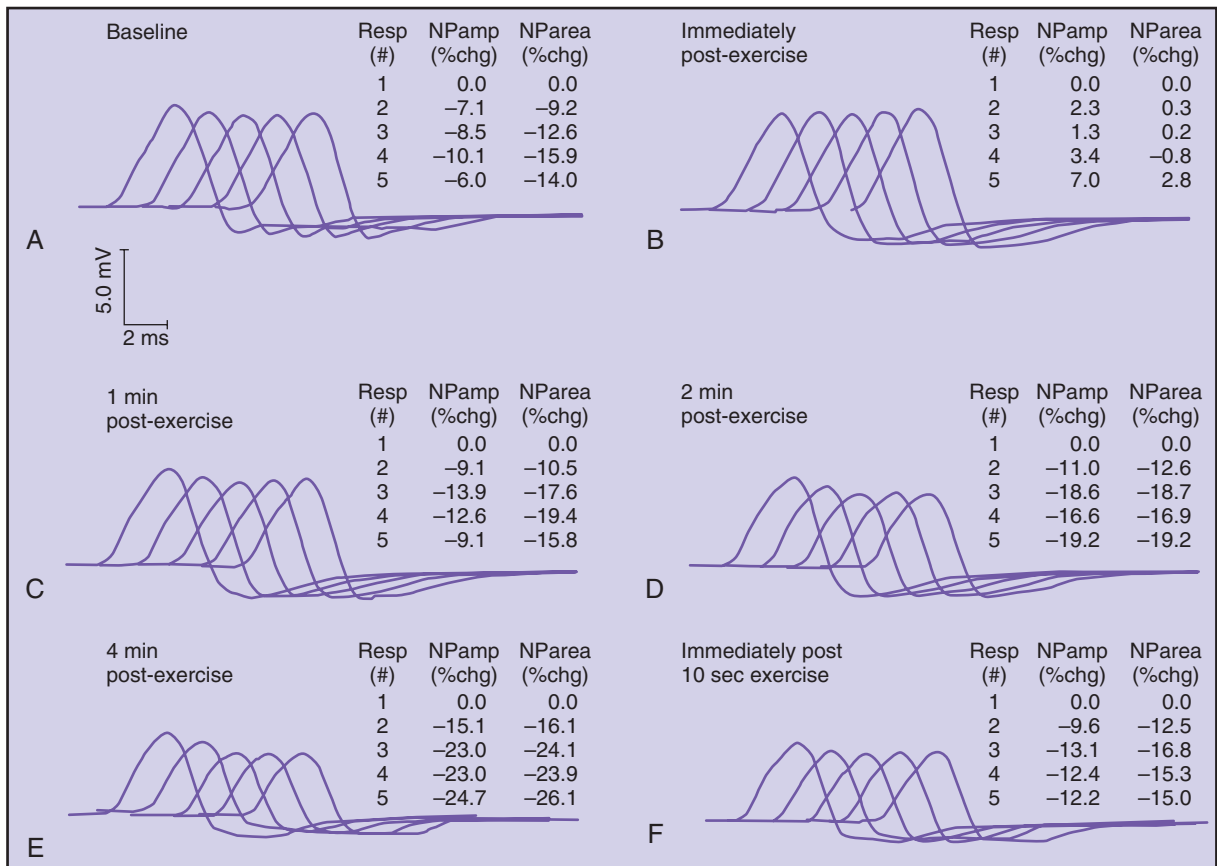 Baseline
Resp NPamp NParea
(#) (%chg) (%chg)
1 0.0 0.0
2 –7.1 –9.2
3 –8.5 –12.6
4 –10.1 –15.9
5 –6.0 –14.0
A
5.0 mV
2 ms
Immediately
post-exercise
Resp NPamp NParea
(#) (%chg) (%chg)
1 0.0 0.0
2 2.3 0.3
3 1.3 0.2
4 3.4 –0.8
5 7.0 2.8
B
1 min
post-exercise
Resp NPamp NParea
(#) (%chg) (%chg)
1 0.0 0.0
2 –9.1 –10.5
3 –13.9 –17.6
4 –12.6 –19.4
5 –9.1 –15.8
C
2 min
post-exercise
Resp NPamp NParea
(#) (%chg) (%chg)
1 0.0 0.0
2 –11.0 –12.6
3 –18.6 –18.7
4 –16.6 –16.9
5 –19.2 –19.2
D
4 min
post-exercise
Resp NPamp NParea
(#) (%chg) (%chg)
1 0.0 0.0
2 –15.1 –16.1
3 –23.0 –24.1
4 –23.0 –23.9
5 –24.7 –26.1
E
Immediately post
10 sec exercise
Resp NPamp NParea
(#) (%chg) (%chg)
1 0.0 0.0
2 –9.6 –12.5
3 –13.1 –16.8
4 –12.4 –15.3
5 –12.2 –15.0
F